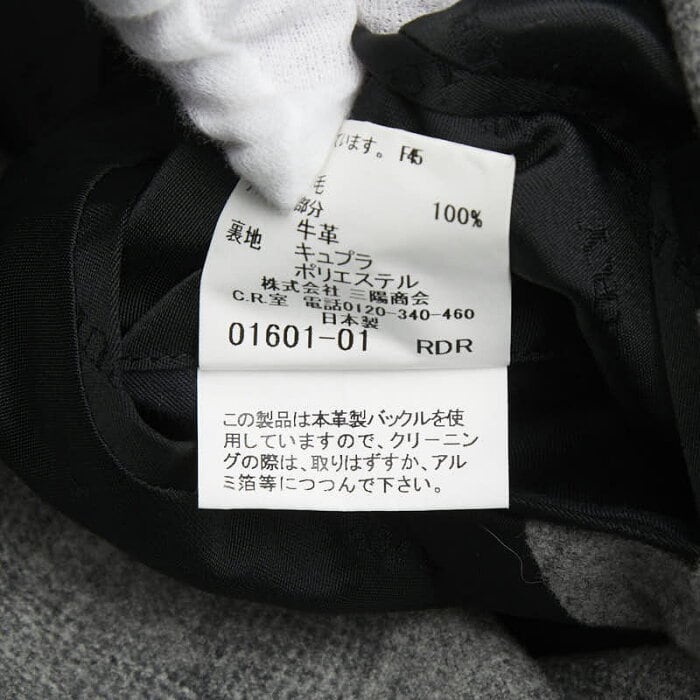 ています。 F45
毛 100%
部分 牛革
裏地 キュプラ
ポリエステル
株式会社 三陽商会
C.R.室 電話0120-340-460
日本製
01601-01 RDR
この製品は本革製バックルを使
用していますので、クリーニン
グの際は、取りはずすか、アル
ミ箔等につつんで下さい。